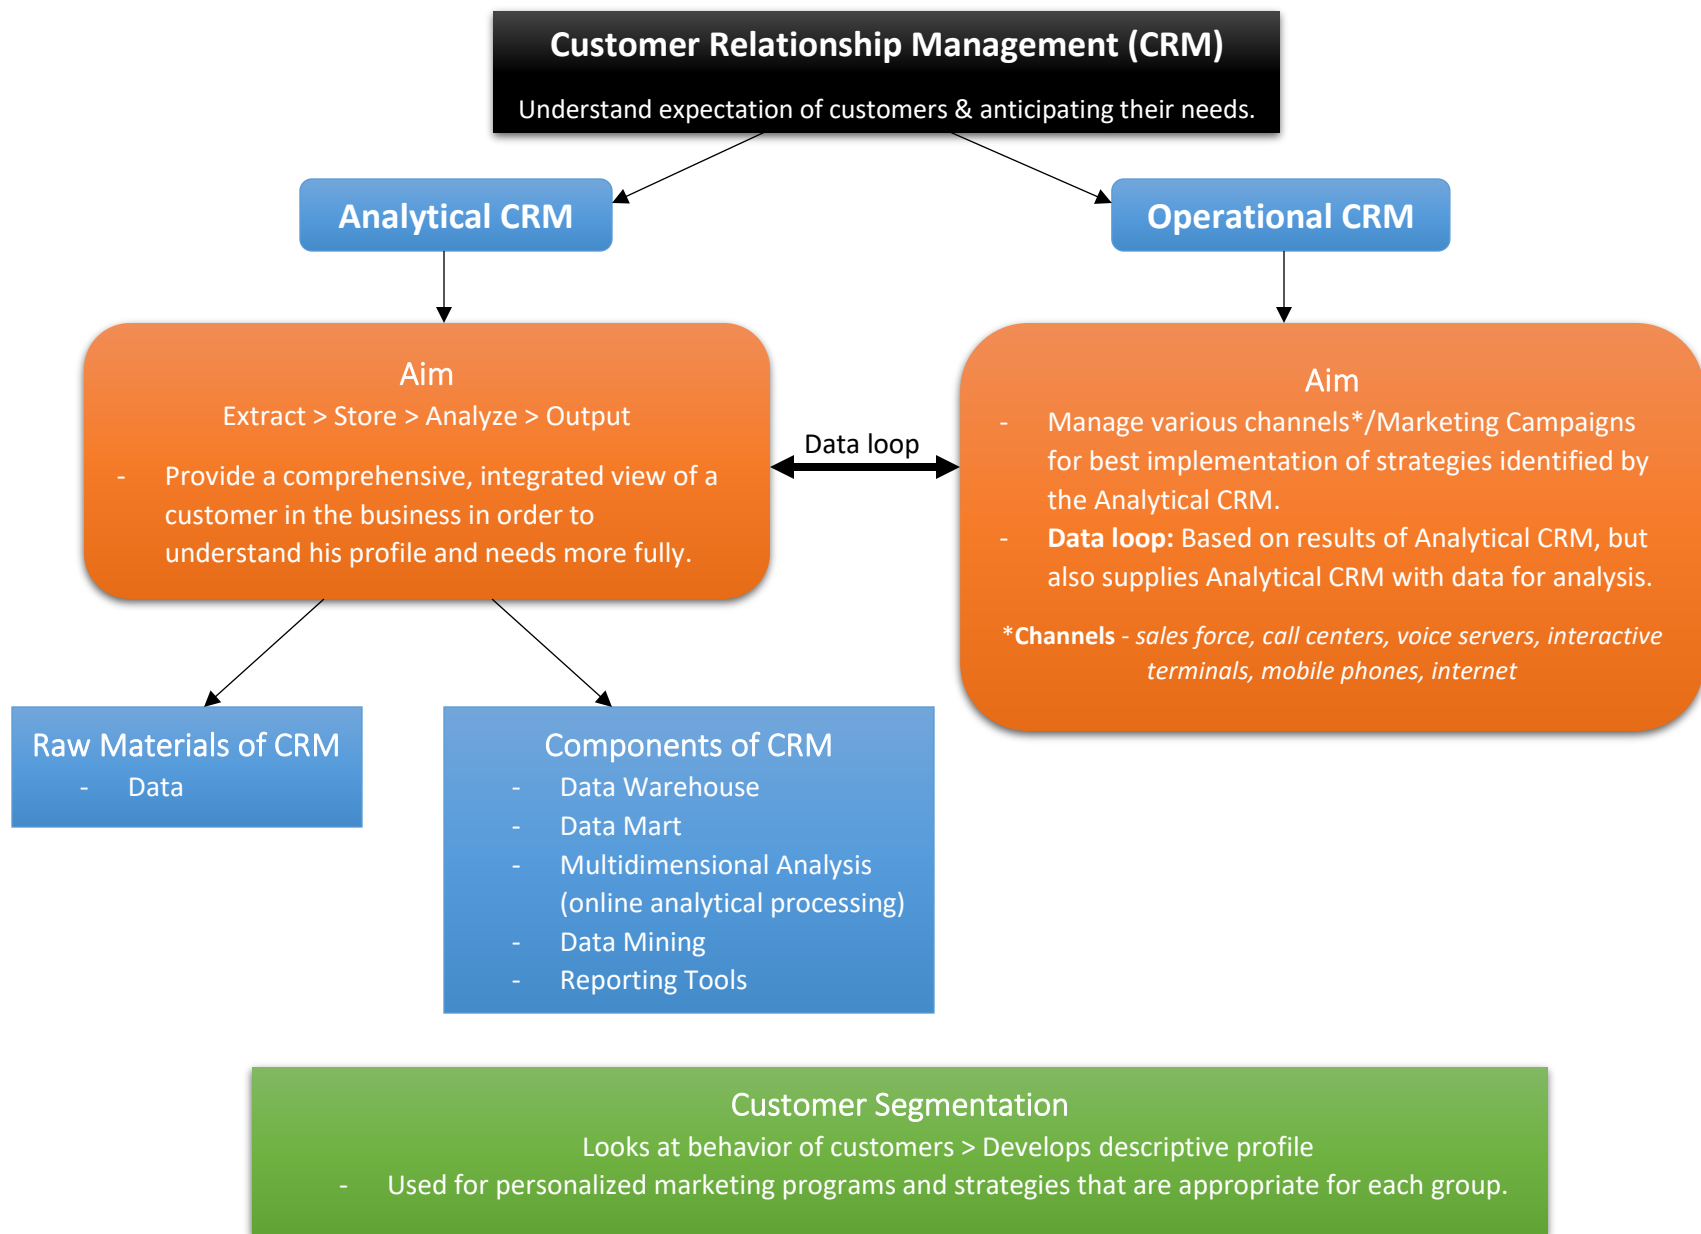 Customer Relationship Management (CRM)
Understand expectation of customers & anticipating their needs.
Analytical CRM
Operational CRM
Aim
Extract > Store > Analyze > Output
- Provide a comprehensive, integrated view of a
customer in the business in order to
understand his profile and needs more fully.
Data loop
Aim
- Manage various channels*/Marketing Campaigns
for best implementation of strategies identified by
the Analytical CRM.
- Data loop: Based on results of Analytical CRM, but
also supplies Analytical CRM with data for analysis.
*Channels - sales force, call centers, voice servers, interactive
terminals, mobile phones, internet
Raw Materials of CRM
- Data
Components of CRM
- Data Warehouse
- Data Mart
- Multidimensional Analysis
(online analytical processing)
- Data Mining
- Reporting Tools
Customer Segmentation
Looks at behavior of customers > Develops descriptive profile
- Used for personalized marketing programs and strategies that are appropriate for each group.